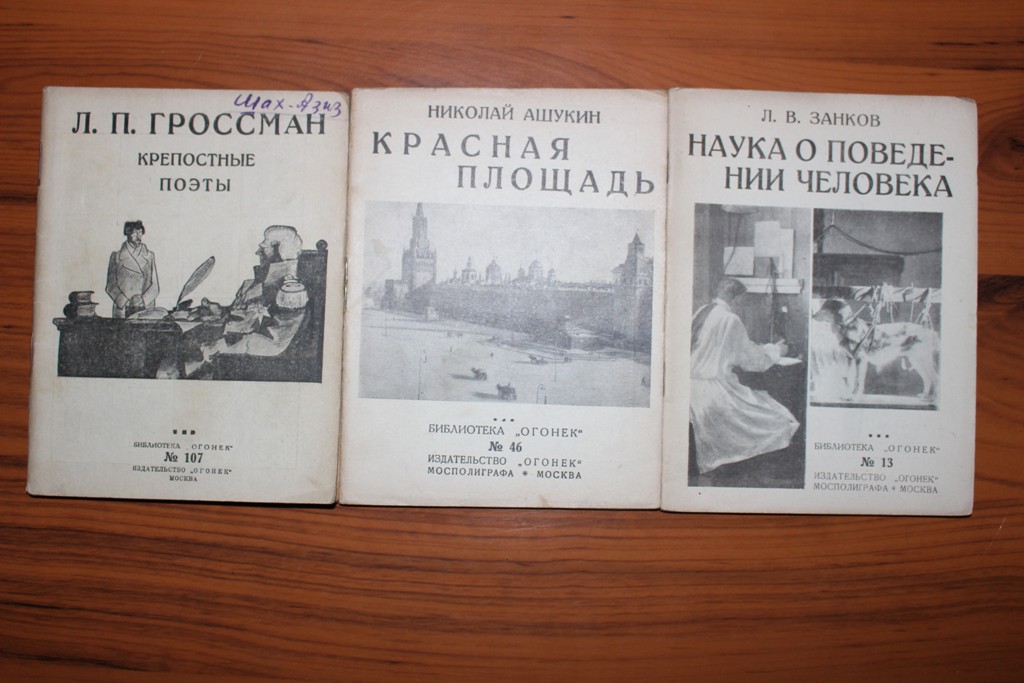 Шах-Азиз
Л. П. ГРОССМАН
КРЕПОСТНЫЕ
ПОЭТЫ
БИБЛИОТЕКА „ОГОНЕК"
№ 107
ИЗДАТЕЛЬСТВО „ОГОНЕК"
МОСКВА
НИКОЛАЙ АШУКИН
КРАСНАЯ
ПЛОЩАДЬ
БИБЛИОТЕКА „ОГОНЕК"
№ 46
ИЗДАТЕЛЬСТВО „ОГОНЕК"
МОСПОЛИГРАФА * МОСКВА
Л. В. ЗАНКОВ
НАУКА О ПОВЕДЕ-
НИИ ЧЕЛОВЕКА
БИБЛИОТЕКА „ОГОНЕК"
№ 13
ИЗДАТЕЛЬСТВО „ОГОНЕК"
МОСПОЛИГРАФА * МОСКВА